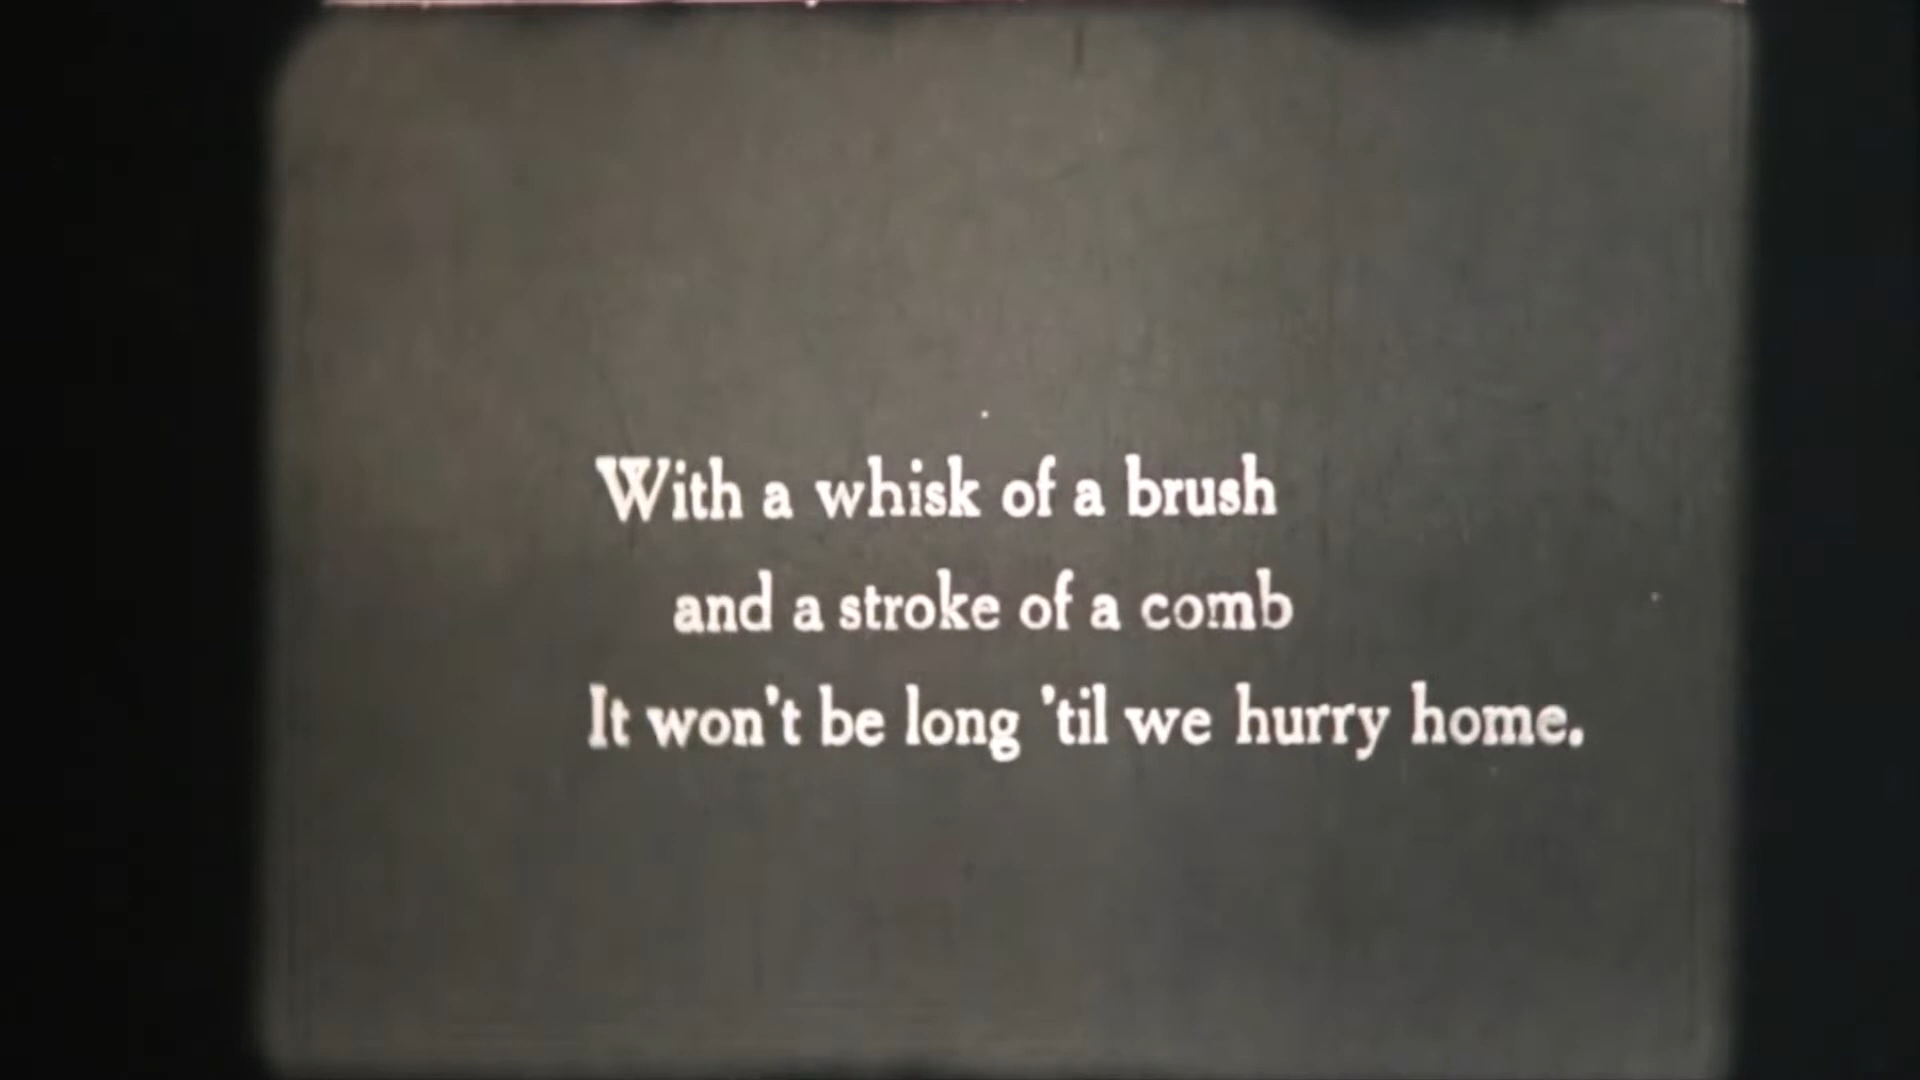 With a whisk of a brush
and a stroke of a comb
It won't be long 'til we hurry home.